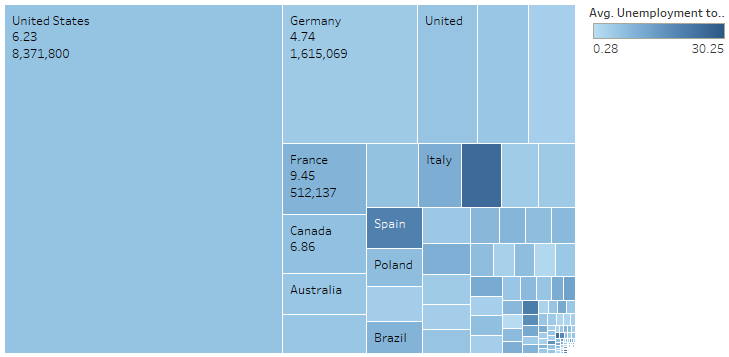 United States
6.23
8,371,800
Germany
4.74
1,615,069
United
France
9.45
512,137
Italy
Canada
6.86
Spain
Poland
Australia
Brazil
Avg. Unemployment to..
0.28
30.25